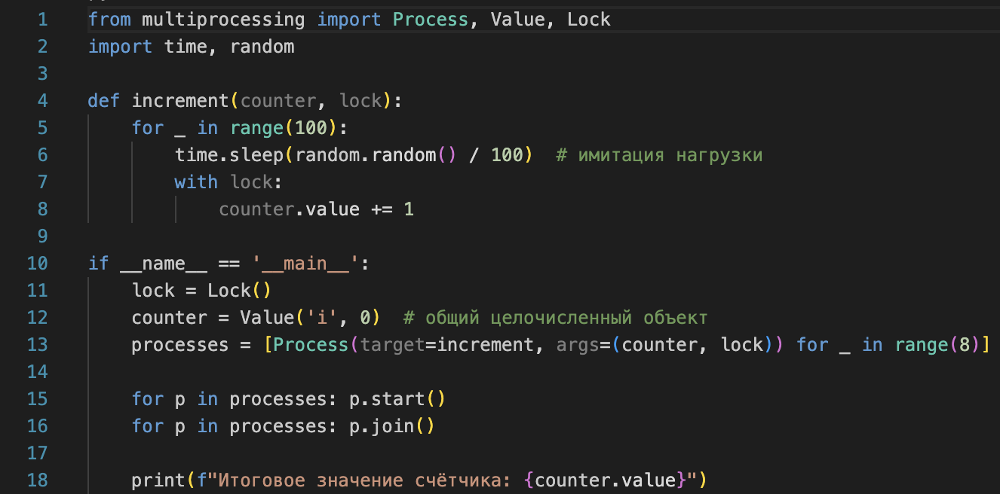 1 from multiprocessing import Process, Value, Lock
2 import time, random
3
4 def increment(counter, lock):
5     for _ in range(100):
6         time.sleep(random.random() / 100)  # имитация нагрузки
7         with lock:
8             counter.value += 1
9
10 if __name__ == '__main__':
11     lock = Lock()
12     counter = Value('i', 0)  # общий целочисленный объект
13     processes = [Process(target=increment, args=(counter, lock)) for _ in range(8)]
14
15     for p in processes: p.start()
16     for p in processes: p.join()
17
18     print(f"Итоговое значение счётчика: {counter.value}")